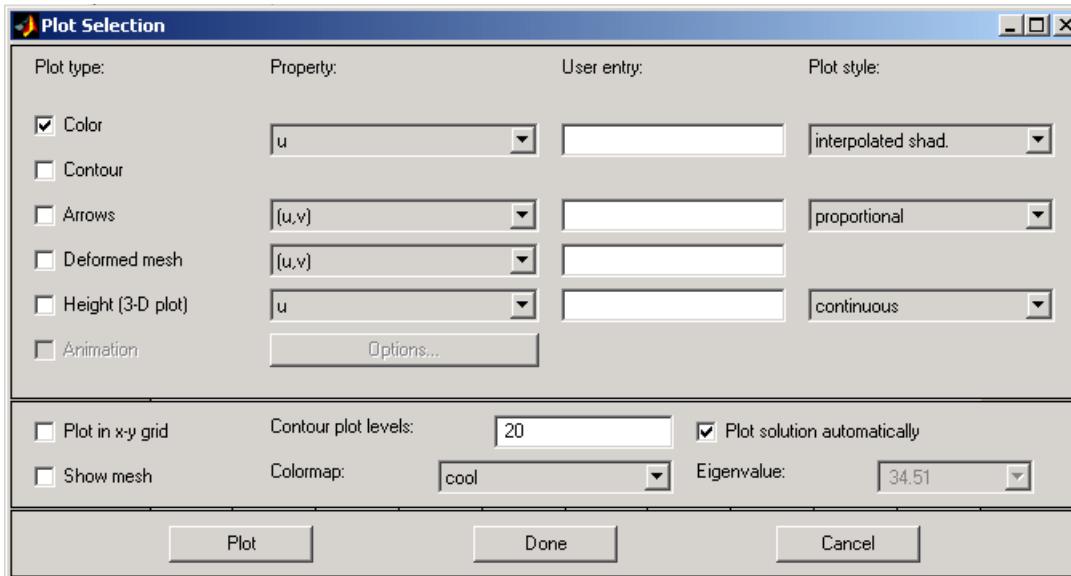 Plot Selection
Plot type: Property: User entry: Plot style:
Color u interpolated shad.
Contour
Arrows (u,v) proportional
Deformed mesh (u,v)
Height (3-D plot) u continuous
Animation Options...
Plot in x-y grid Contour plot levels: 20 Plot solution automatically
Show mesh Colormap: cool Eigenvalue: 34.51
Plot Done Cancel